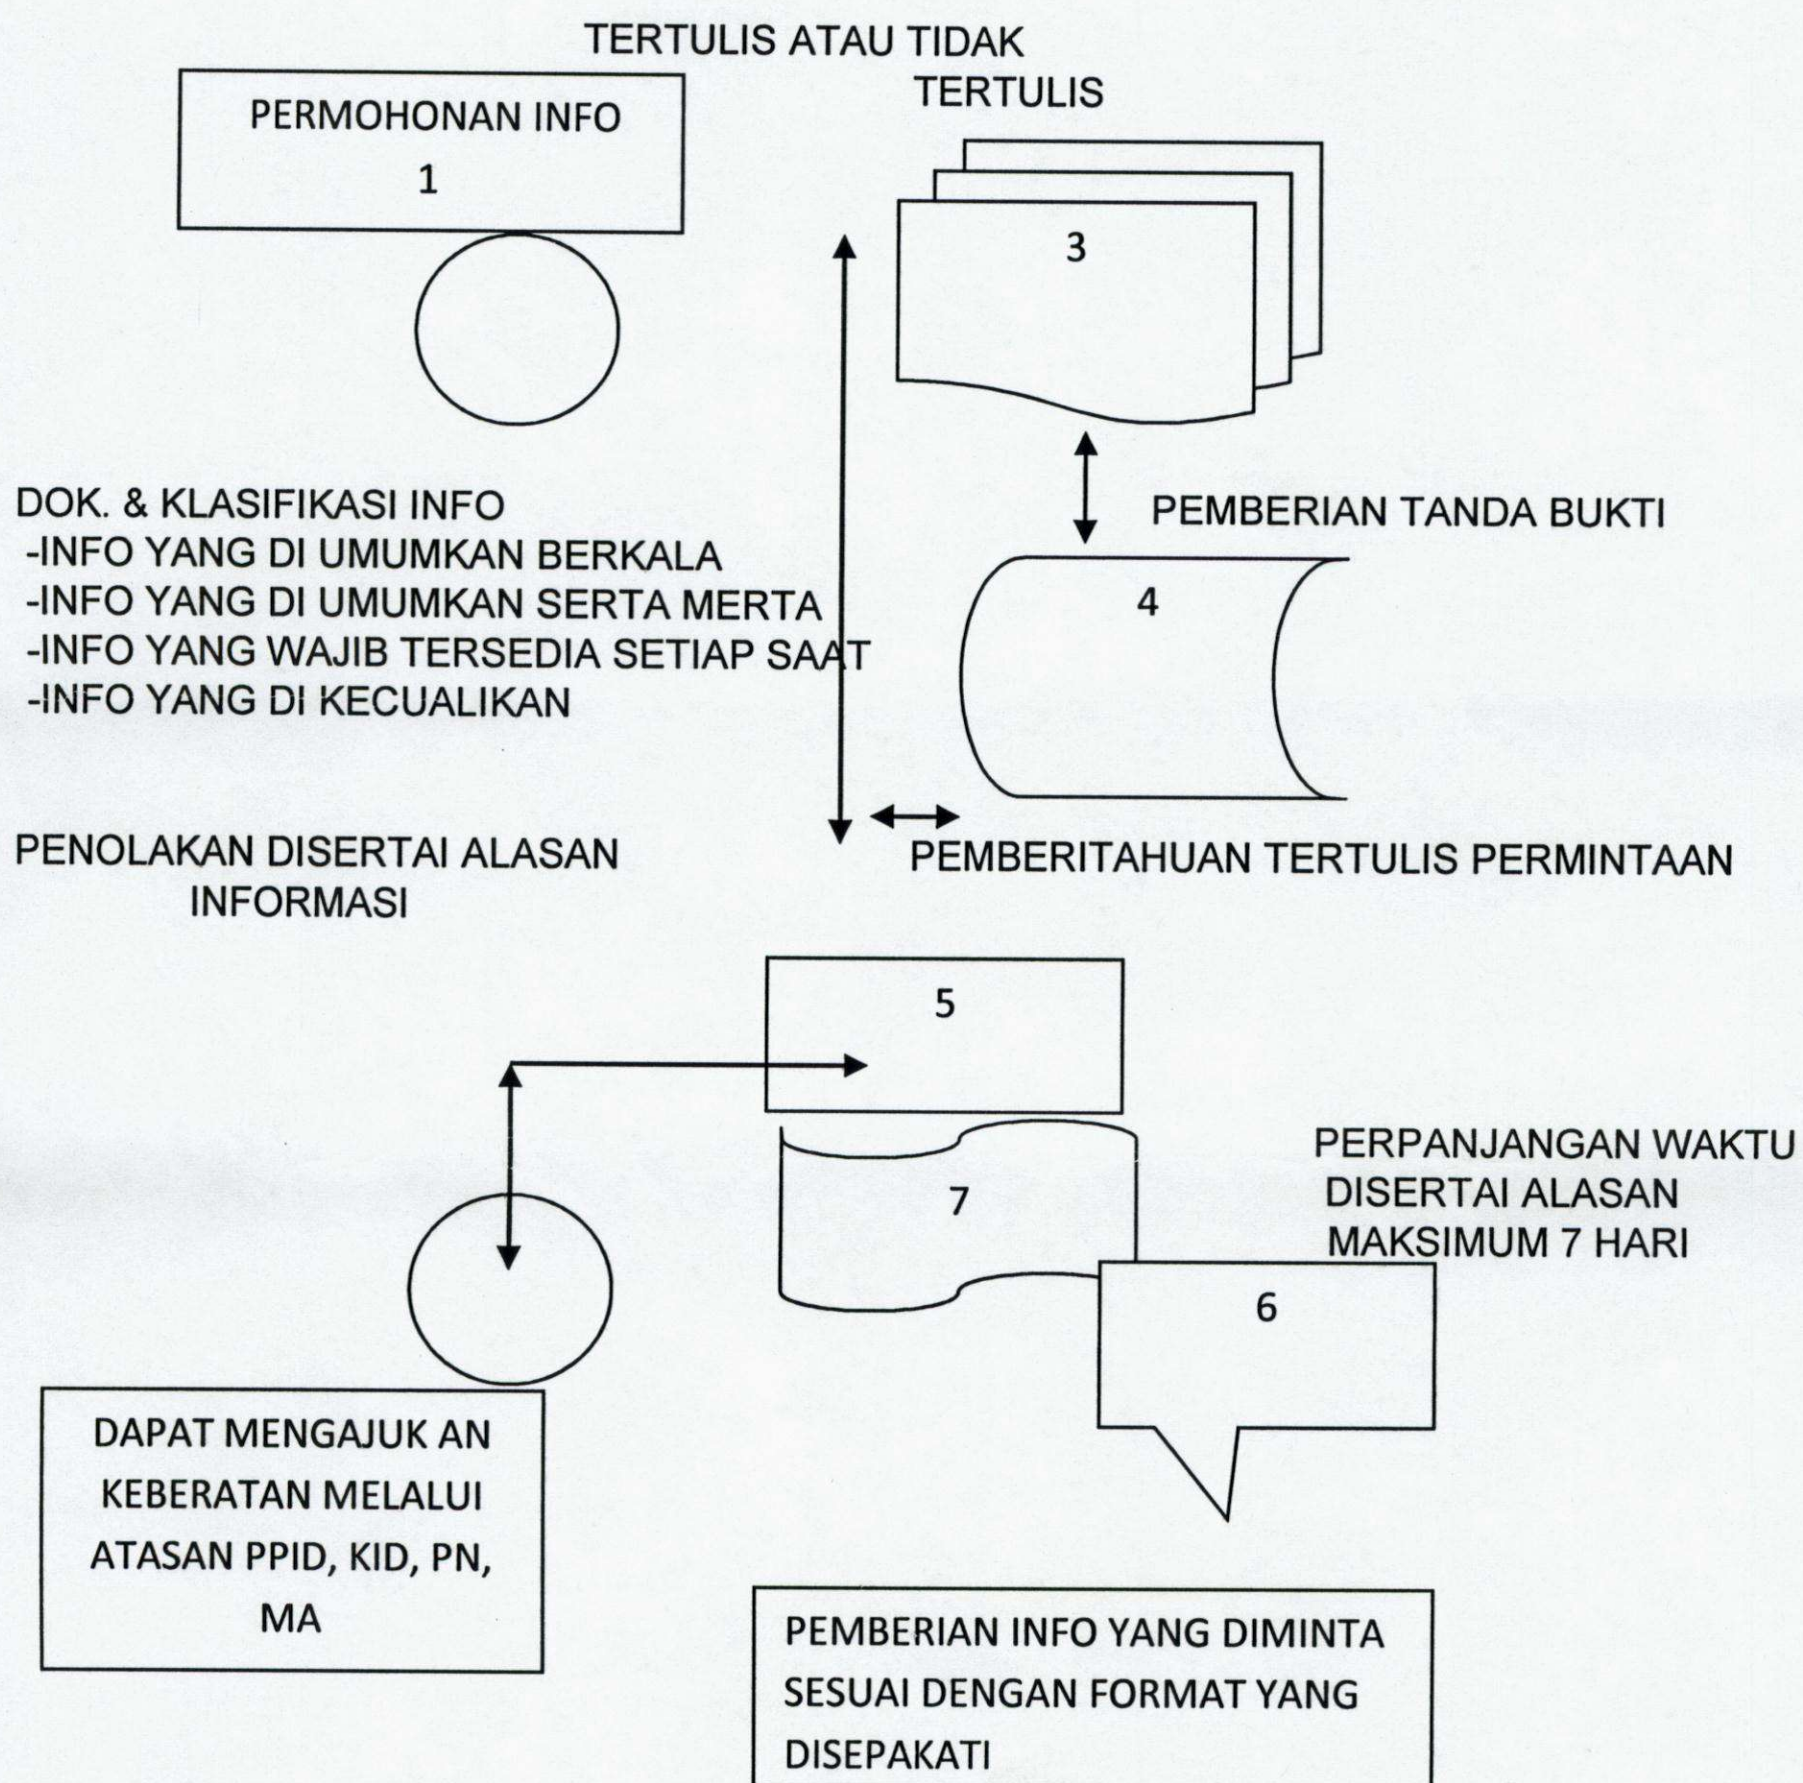 TERTULIS ATAU TIDAK
TERTULIS
PERMOHONAN INFO
1
3
DOK. & KLASIFIKASI INFO
-INFO YANG DI UMUMKAN BERKALA
-INFO YANG DI UMUMKAN SERTA MERTA
-INFO YANG WAJIB TERSEDIA SETIAP SAAT
-INFO YANG DI KECUALIKAN
PEMBERIAN TANDA BUKTI
4
PENOLAKAN DISERTAI ALASAN
INFORMASI
PEMBERITAHUAN TERTULIS PERMINTAAN
5
7
PERPANJANGAN WAKTU
DISERTAI ALASAN
MAKSIMUM 7 HARI
6
DAPAT MENGAJUK AN
KEBERATAN MELALUI
ATASAN PPID, KID, PN,
MA
PEMBERIAN INFO YANG DIMINTA
SESUAI DENGAN FORMAT YANG
DISEPAKATI